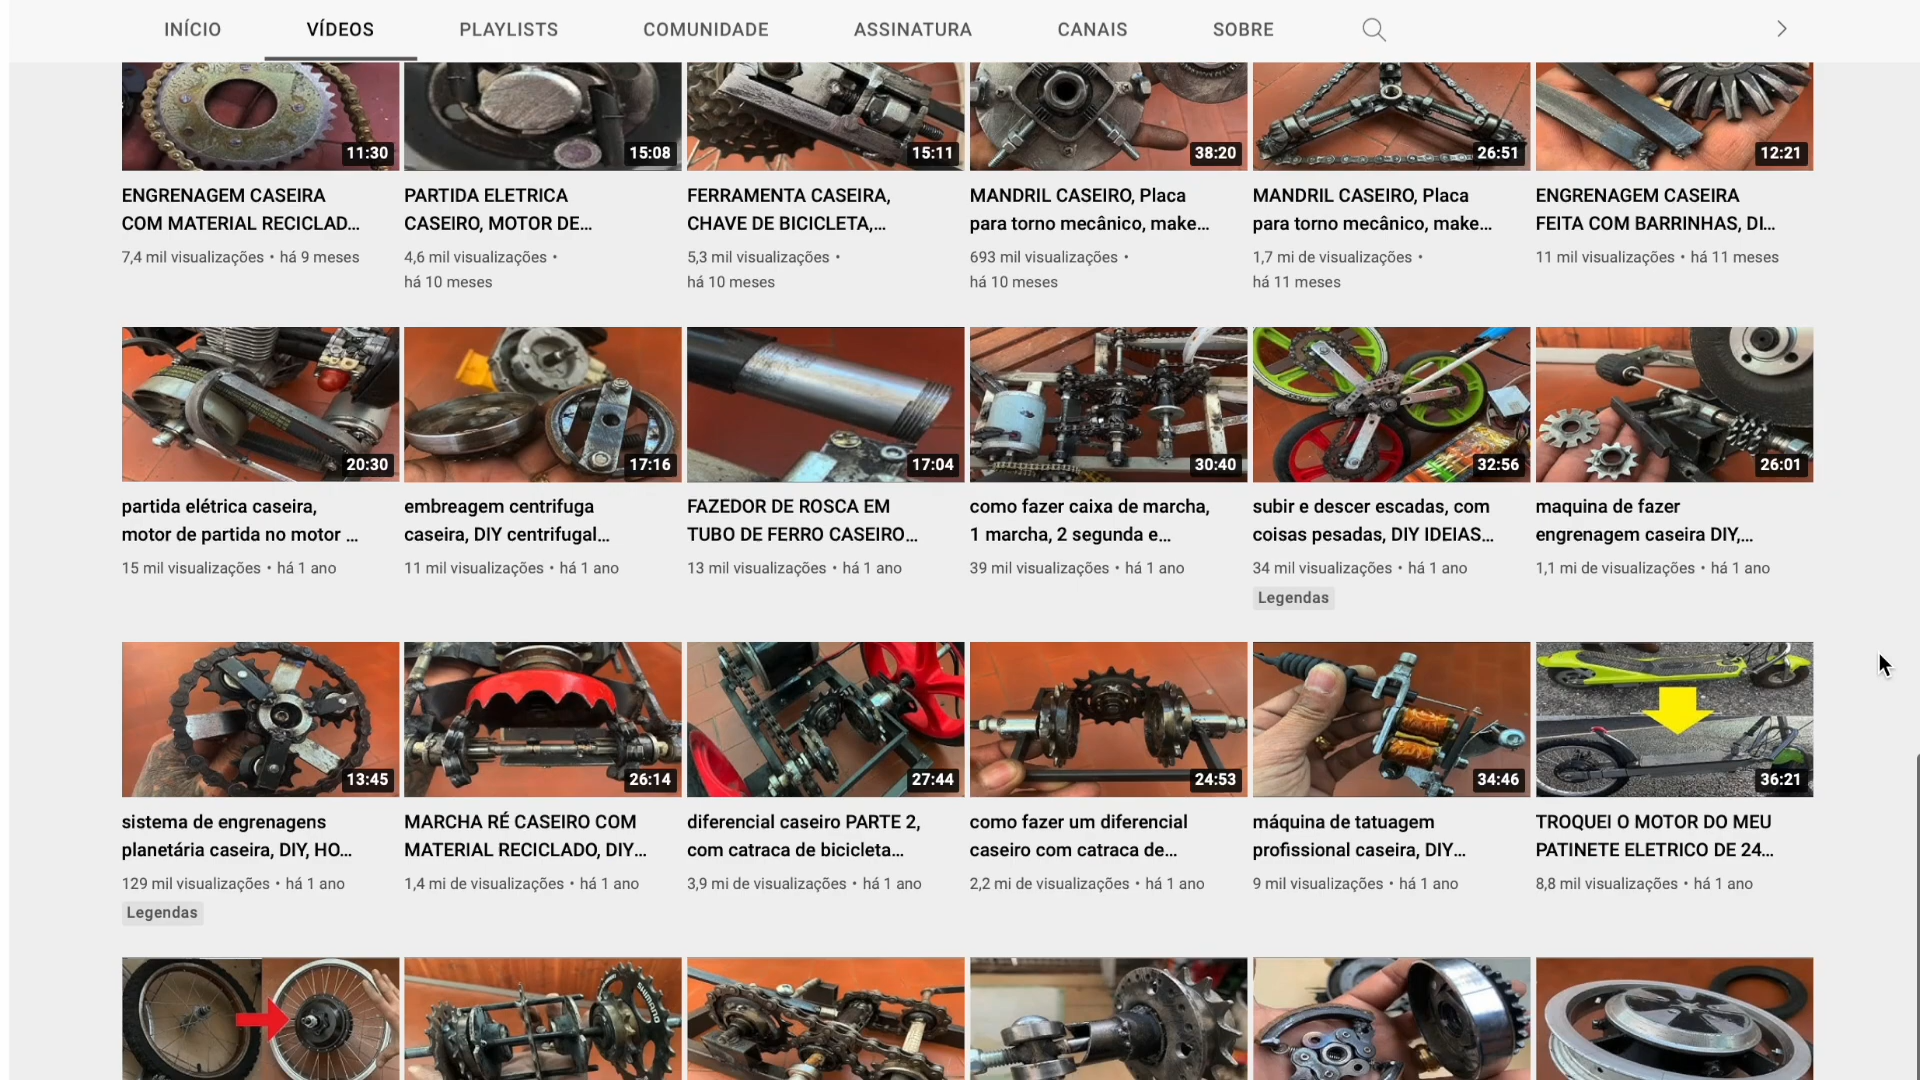 INÍCIO
VÍDEOS
PLAYLISTS
COMUNIDADE
ASSINATURA
CANAIS
SOBRE
11:30
15:08
15:11
38:20
26:51
12:21
ENGRENAGEM CASEIRA
COM MATERIAL RECICLAD...
7,4 mil visualizações • há 9 meses
PARTIDA ELETRICA
CASEIRO, MOTOR DE...
4,6 mil visualizações •
há 10 meses
FERRAMENTA CASEIRA,
CHAVE DE BICICLETA,...
5,3 mil visualizações •
há 10 meses
MANDRIL CASEIRO, Placa
para torno mecânico, make...
693 mil visualizações •
há 10 meses
MANDRIL CASEIRO, Placa
para torno mecânico, make...
1,7 mi de visualizações •
há 11 meses
ENGRENAGEM CASEIRA
FEITA COM BARRINHAS, DI...
11 mil visualizações • há 11 meses
20:30
17:16
17:04
30:40
32:56
26:01
partida elétrica caseira,
motor de partida no motor ...
15 mil visualizações • há 1 ano
embreagem centrifuga
caseira, DIY centrifugal...
11 mil visualizações • há 1 ano
FAZEDOR DE ROSCA EM
TUBO DE FERRO CASEIRO...
13 mil visualizações • há 1 ano
como fazer caixa de marcha,
1 marcha, 2 segunda e...
39 mil visualizações • há 1 ano
subir e descer escadas, com
coisas pesadas, DIY IDEIAS...
34 mil visualizações • há 1 ano
Legendas
maquina de fazer
engrenagem caseira DIY,...
1,1 mi de visualizações • há 1 ano
13:45
26:14
27:44
24:53
34:46
36:21
sistema de engrenagens
planetária caseira, DIY, HO...
129 mil visualizações • há 1 ano
Legendas
MARCHA RÉ CASEIRO COM
MATERIAL RECICLADO, DIY...
1,4 mi de visualizações • há 1 ano
diferencial caseiro PARTE 2,
com catraca de bicicleta...
3,9 mi de visualizações • há 1 ano
como fazer um diferencial
caseiro com catraca de...
2,2 mi de visualizações • há 1 ano
máquina de tatuagem
profissional caseira, DIY...
9 mil visualizações • há 1 ano
TROQUEI O MOTOR DO MEU
PATINETE ELETRICO DE 24...
8,8 mil visualizações • há 1 ano
SHIMANO